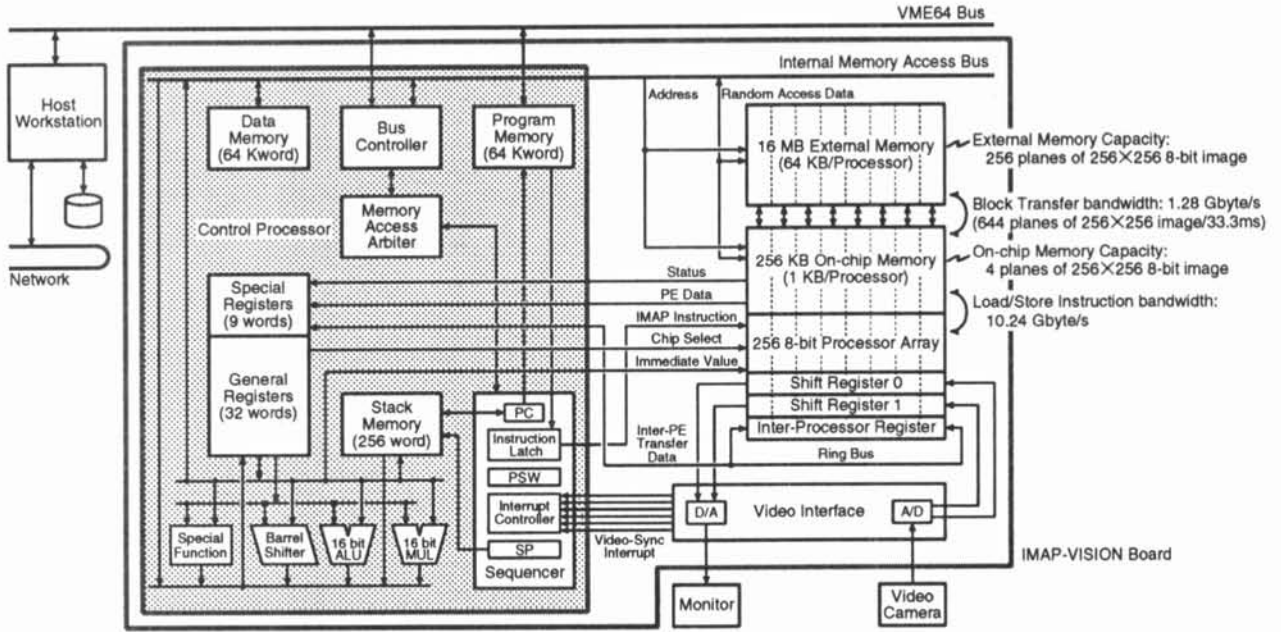 VME64 Bus
Internal Memory Access Bus
Host
Workstation
Network
Data
Memory
(64 Kword)
Bus
Controller
Program
Memory
(64 Kword)
Control Processor
Memory
Access
Arbiter
Special
Registers
(9 words)
General
Registers
(32 words)
Stack
Memory
(256 word)
PC
Instruction
Latch
PSW
Interrupt
Controller
SP
Sequencer
Special
Function
Barrel
Shifter
16 bit
ALU
16 bit
MUL
Address
Random Access Data
16 MB External Memory
(64 KB/Processor)
256 KB On-chip Memory
(1 KB/Processor)
256 8-bit Processor Array
Shift Register 0
Shift Register 1
Inter-Processor Register
Ring Bus
Status
PE Data
IMAP Instruction
Chip Select
Immediate Value
Inter-PE
Transfer
Data
External Memory Capacity:
256 planes of 256×256 8-bit image
Block Transfer bandwidth: 1.28 Gbyte/s
(644 planes of 256×256 image/33.3ms)
On-chip Memory Capacity:
4 planes of 256×256 8-bit image
Load/Store Instruction bandwidth:
10.24 Gbyte/s
D/A
Video Interface
A/D
Video-Sync
Interrupt
IMAP-VISION Board
Monitor
Video
Camera